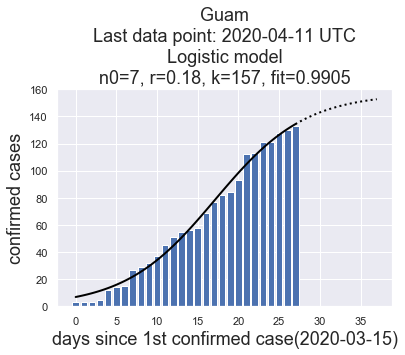 Guam
Last data point: 2020-04-11 UTC
Logistic model
n0=7, r=0.18, k=157, fit=0.9905
160
140
120
100
80
60
40
20
0
confirmed cases
0 5 10 15 20 25 30 35
days since 1st confirmed case(2020-03-15)